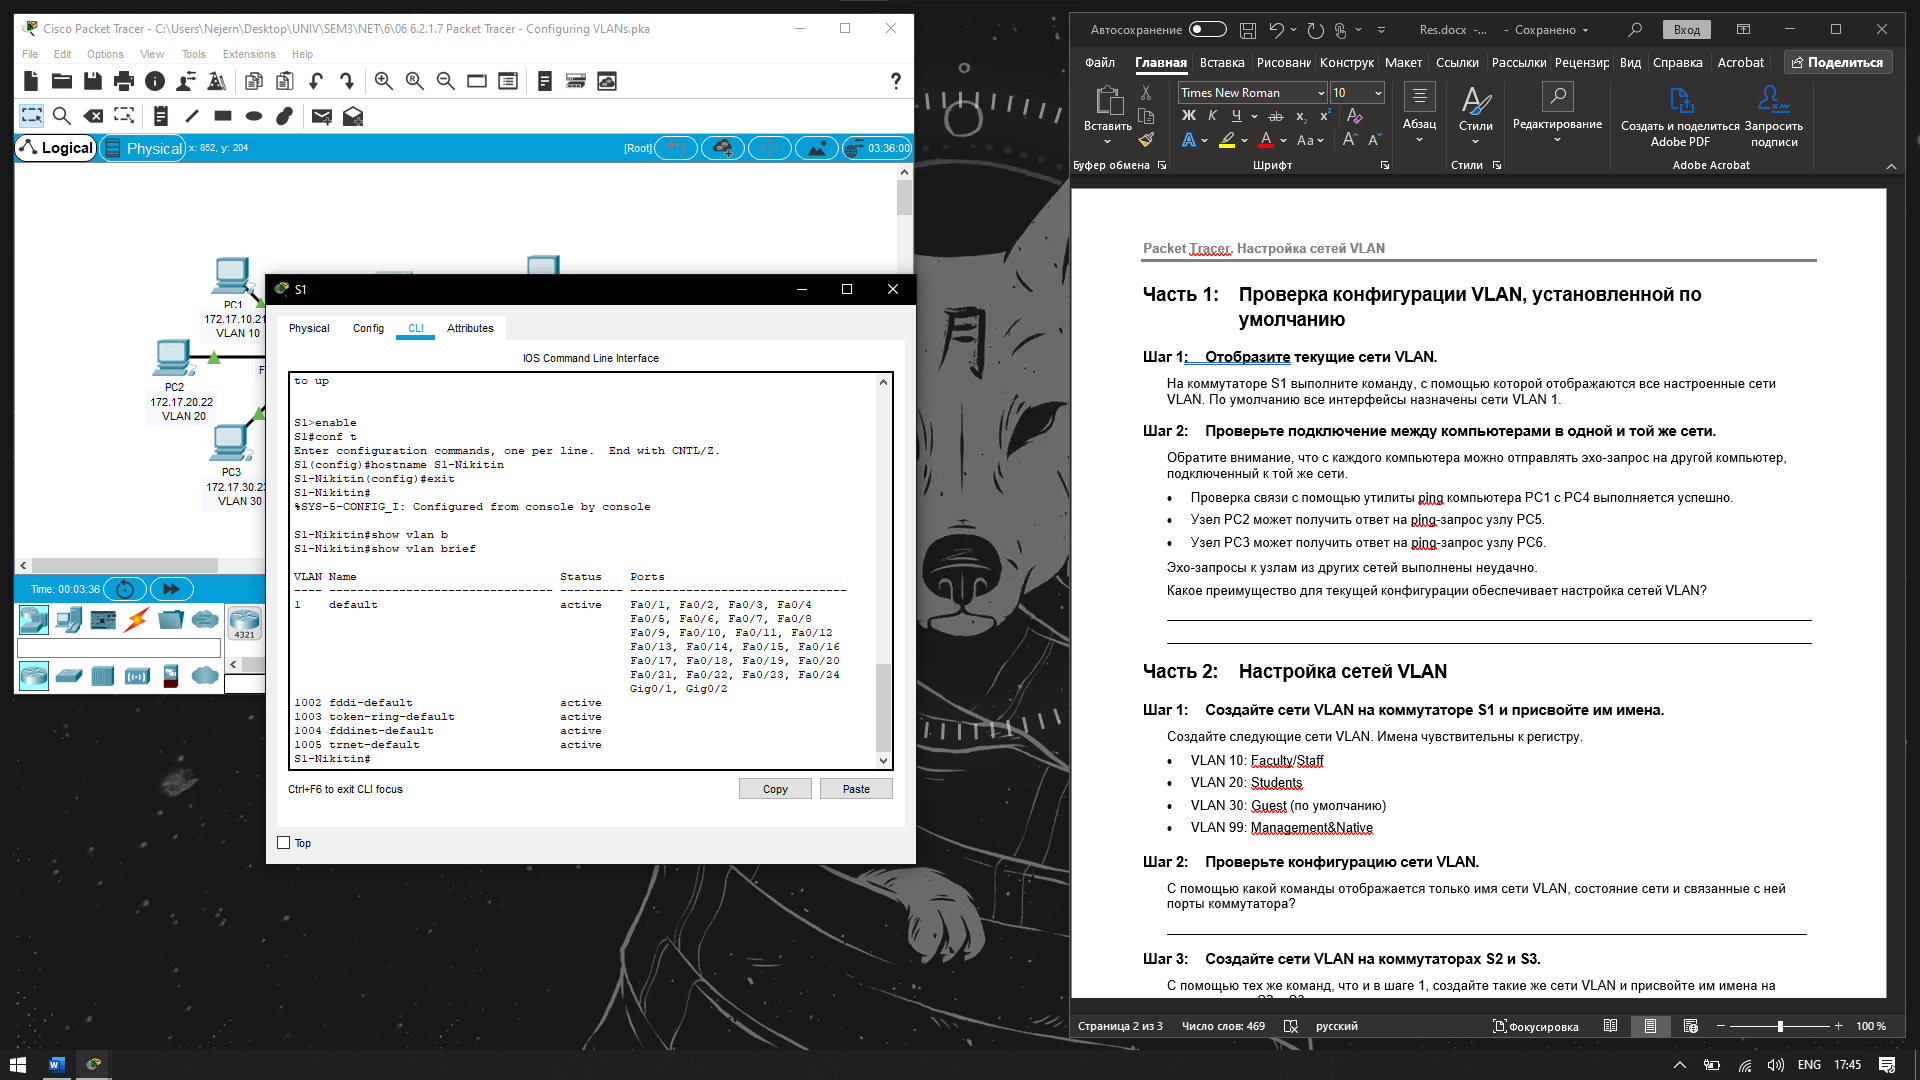 Cisco Packet Tracer - C:\Users\Nejern\Desktop\UNIV\SEM3\NET\6\06 6.2.1.7 Packet Tracer - Configuring VLANs.pka
File Edit Options View Tools Extensions Help
Logical Physical x: 852, y: 204 [Root] 03:36:00
PC1
172.17.10.21
VLAN 10
PC2
172.17.20.22
VLAN 20
PC3
172.17.30.23
VLAN 30
F
Time: 00:03:36
4321
S1
Physical Config CLI Attributes
IOS Command Line Interface
to up
S1>enable
S1#conf t
Enter configuration commands, one per line. End with CNTL/Z.
S1(config)#hostname S1-Nikitin
S1-Nikitin(config)#exit
S1-Nikitin#
%SYS-5-CONFIG_I: Configured from console by console
S1-Nikitin#show vlan b
S1-Nikitin#show vlan brief
VLAN Name Status Ports
---- -------------------------------- --------- -------------------------------
1 default active Fa0/1, Fa0/2, Fa0/3, Fa0/4
Fa0/5, Fa0/6, Fa0/7, Fa0/8
Fa0/9, Fa0/10, Fa0/11, Fa0/12
Fa0/13, Fa0/14, Fa0/15, Fa0/16
Fa0/17, Fa0/18, Fa0/19, Fa0/20
Fa0/21, Fa0/22, Fa0/23, Fa0/24
Gig0/1, Gig0/2
1002 fddi-default active
1003 token-ring-default active
1004 fddinet-default active
1005 trnet-default active
S1-Nikitin#
Ctrl+F6 to exit CLI focus
Copy Paste
Top
月
Автосохранение Res.docx -... - Сохранено Вход
Файл Главная Вставка Рисовани Конструк Макет Ссылки Рассылки Рецензир Вид Справка Acrobat Поделиться
Вставить
Times New Roman 10
Ж К Ч ab x₂ x²
A A Aa A A
Абзац
Стили
Редактирование
Создать и поделиться Adobe PDF
Запросить подписи
Буфер обмена Шрифт Стили Adobe Acrobat
Packet Tracer. Настройка сетей VLAN
Часть 1: Проверка конфигурации VLAN, установленной по
умолчанию
Шаг 1: Отобразите текущие сети VLAN.
На коммутаторе S1 выполните команду, с помощью которой отображаются все настроенные сети
VLAN. По умолчанию все интерфейсы назначены сети VLAN 1.
Шаг 2: Проверьте подключение между компьютерами в одной и той же сети.
Обратите внимание, что с каждого компьютера можно отправлять эхо-запрос на другой компьютер,
подключенный к той же сети.
• Проверка связи с помощью утилиты ping компьютера PC1 с PC4 выполняется успешно.
• Узел PC2 может получить ответ на ping-запрос узлу PC5.
• Узел PC3 может получить ответ на ping-запрос узлу PC6.
Эхо-запросы к узлам из других сетей выполнены неудачно.
Какое преимущество для текущей конфигурации обеспечивает настройка сетей VLAN?
Часть 2: Настройка сетей VLAN
Шаг 1: Создайте сети VLAN на коммутаторе S1 и присвойте им имена.
Создайте следующие сети VLAN. Имена чувствительны к регистру.
• VLAN 10: Faculty/Staff
• VLAN 20: Students
• VLAN 30: Guest (по умолчанию)
• VLAN 99: Management&Native
Шаг 2: Проверьте конфигурацию сети VLAN.
С помощью какой команды отображается только имя сети VLAN, состояние сети и связанные с ней
порты коммутатора?
Шаг 3: Создайте сети VLAN на коммутаторах S2 и S3.
С помощью тех же команд, что и в шаге 1, создайте такие же сети VLAN и присвойте им имена на
Страница 2 из 3 Число слов: 469 русский Фокусировка 100 %
ENG 17:45